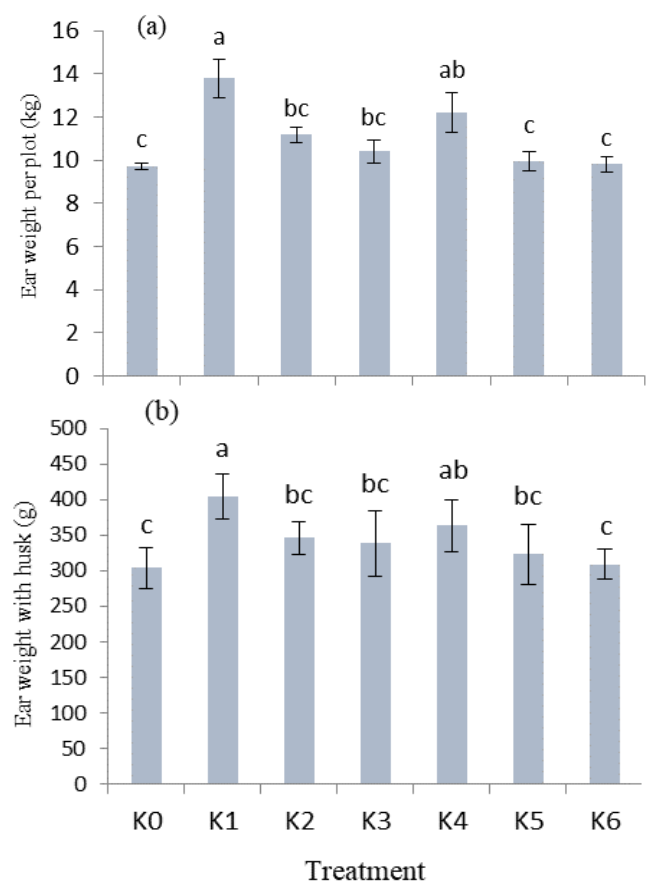 (a)
Ear weight per plot (kg)
16
14
12
10
8
6
4
2
0
c
a
bc
bc
ab
c
c
(b)
Ear weight with husk (g)
500
450
400
350
300
250
200
150
100
50
0
c
a
bc
bc
ab
bc
c
K0 K1 K2 K3 K4 K5 K6
Treatment